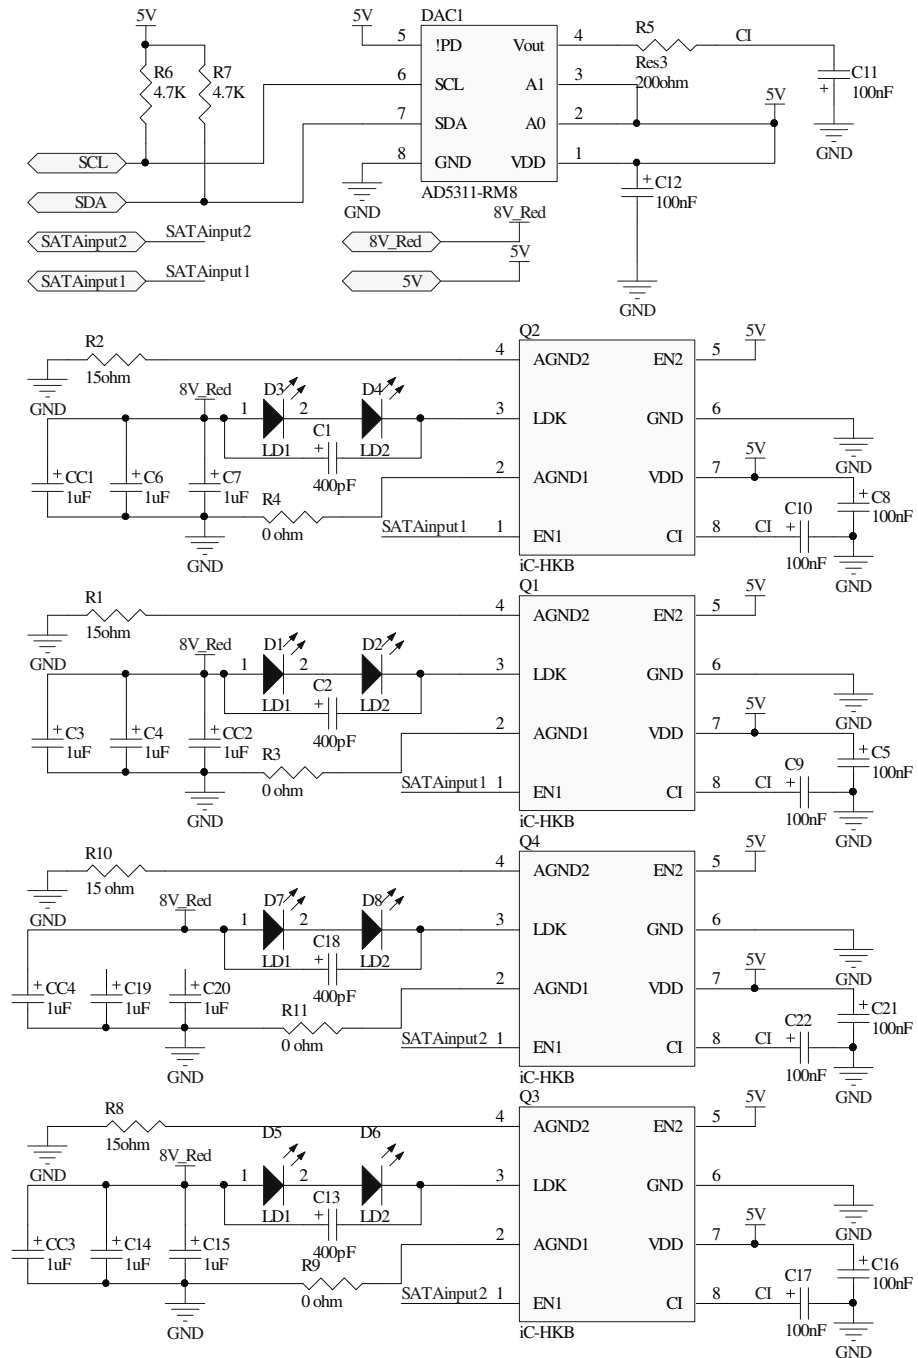 5V 5V DAC1
R6 4.7K R7 4.7K
5 !PD Vout 4 R5 CI
Res3 200ohm
6 SCL A1 3 C11 100nF
7 SDA A0 2 5V
8 GND VDD 1 GND
SCL
SDA
GND AD5311-RM8 C12 100nF
SATAinput2 SATAinput2 8V_Red 8V_Red
SATAinput1 SATAinput1 5V 5V
GND
Q2
R2 15ohm 4 AGND2 EN2 5 5V
GND 8V_Red D3 D4
1 2 3 LDK GND 6
LD1 C1 LD2 GND
CC1 1uF C6 1uF C7 1uF 400pF 2 AGND1 VDD 7 5V
R4 0 ohm C10 C8 100nF
SATAinput1 1 EN1 CI 8 CI 100nF
GND iC-HKB GND
Q1
R1 15ohm 4 AGND2 EN2 5 5V
GND 8V_Red D1 D2
1 2 3 LDK GND 6
LD1 C2 LD2 GND
C3 1uF C4 1uF CC2 1uF 400pF 2 AGND1 VDD 7 5V
R3 0 ohm C9 C5 100nF
SATAinput1 1 EN1 CI 8 CI 100nF
GND iC-HKB GND
Q4
R10 15 ohm 4 AGND2 EN2 5 5V
GND 8V_Red D7 D8
1 2 3 LDK GND 6
LD1 C18 LD2 GND
CC4 1uF C19 1uF C20 1uF 400pF 2 AGND1 VDD 7 5V
R11 0 ohm C22 C21 100nF
SATAinput2 1 EN1 CI 8 CI 100nF
GND iC-HKB GND
Q3
R8 15ohm 4 AGND2 EN2 5 5V
GND 8V_Red D5 D6
1 2 3 LDK GND 6
LD1 C13 LD2 GND
CC3 1uF C14 1uF C15 1uF 400pF 2 AGND1 VDD 7 5V
R9 0 ohm C17 C16 100nF
SATAinput2 1 EN1 CI 8 CI 100nF
GND iC-HKB GND